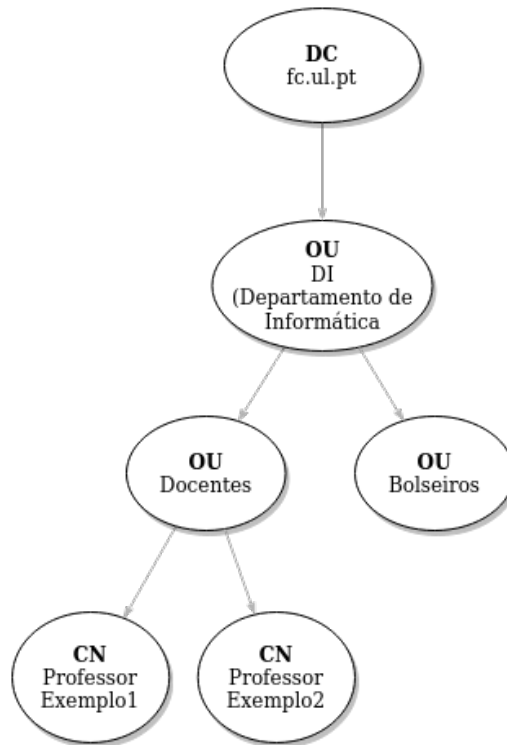 DC
fc.ul.pt
OU
DI
(Departamento de
Informática
OU
Docentes
OU
Bolseiros
CN
Professor
Exemplo1
CN
Professor
Exemplo2